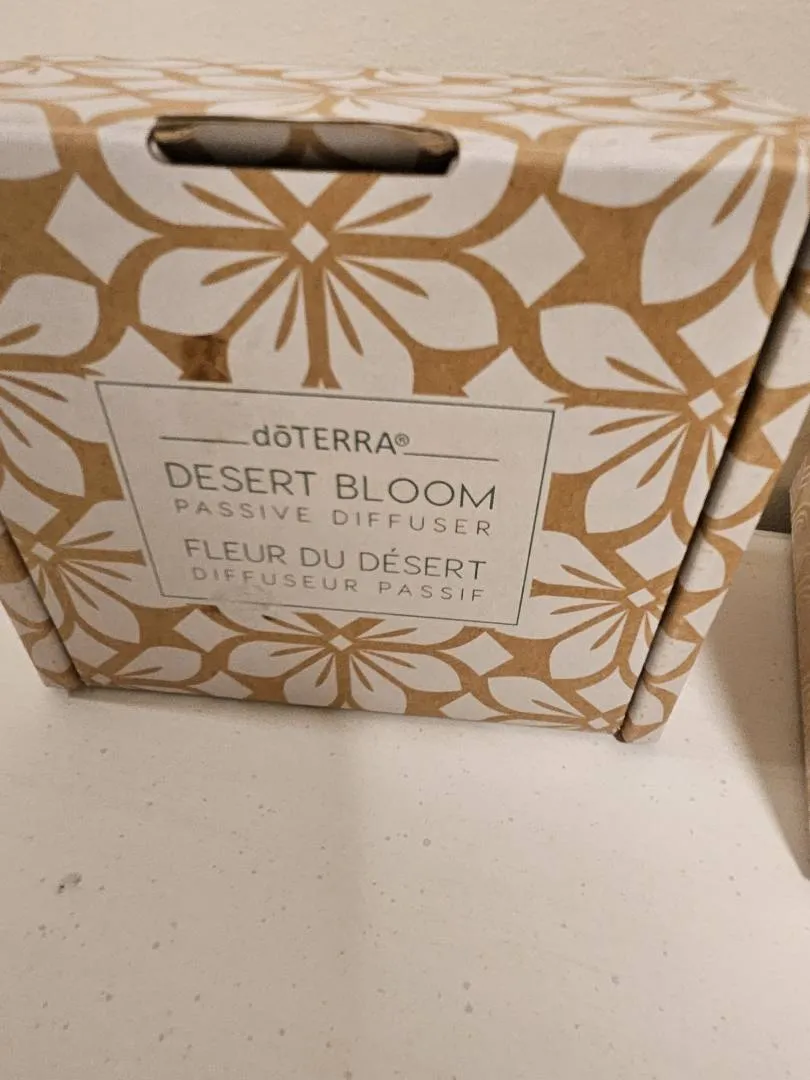 dōTERRA®
DESERT BLOOM
PASSIVE DIFFUSER
FLEUR DU DÉSERT
DIFFUSEUR PASSIF